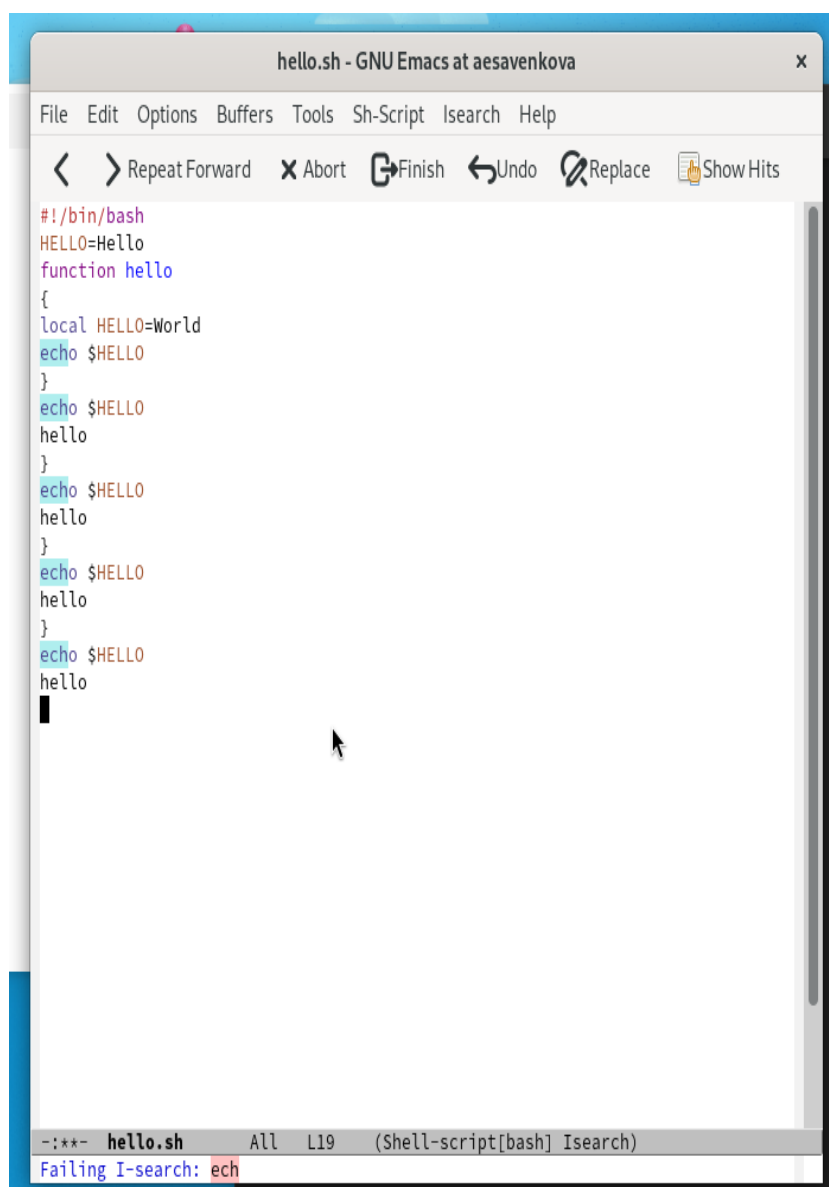 hello.sh - GNU Emacs at aesavenkova x
File Edit Options Buffers Tools Sh-Script Isearch Help
Repeat Forward Abort Finish Undo Replace Show Hits
#!/bin/bash
HELLO=Hello
function hello
{
local HELLO=World
echo $HELLO
}
echo $HELLO
hello
}
echo $HELLO
hello
}
echo $HELLO
hello
}
echo $HELLO
hello
-:**- hello.sh All L19 (Shell-script[bash] Isearch)
Failing I-search: ech